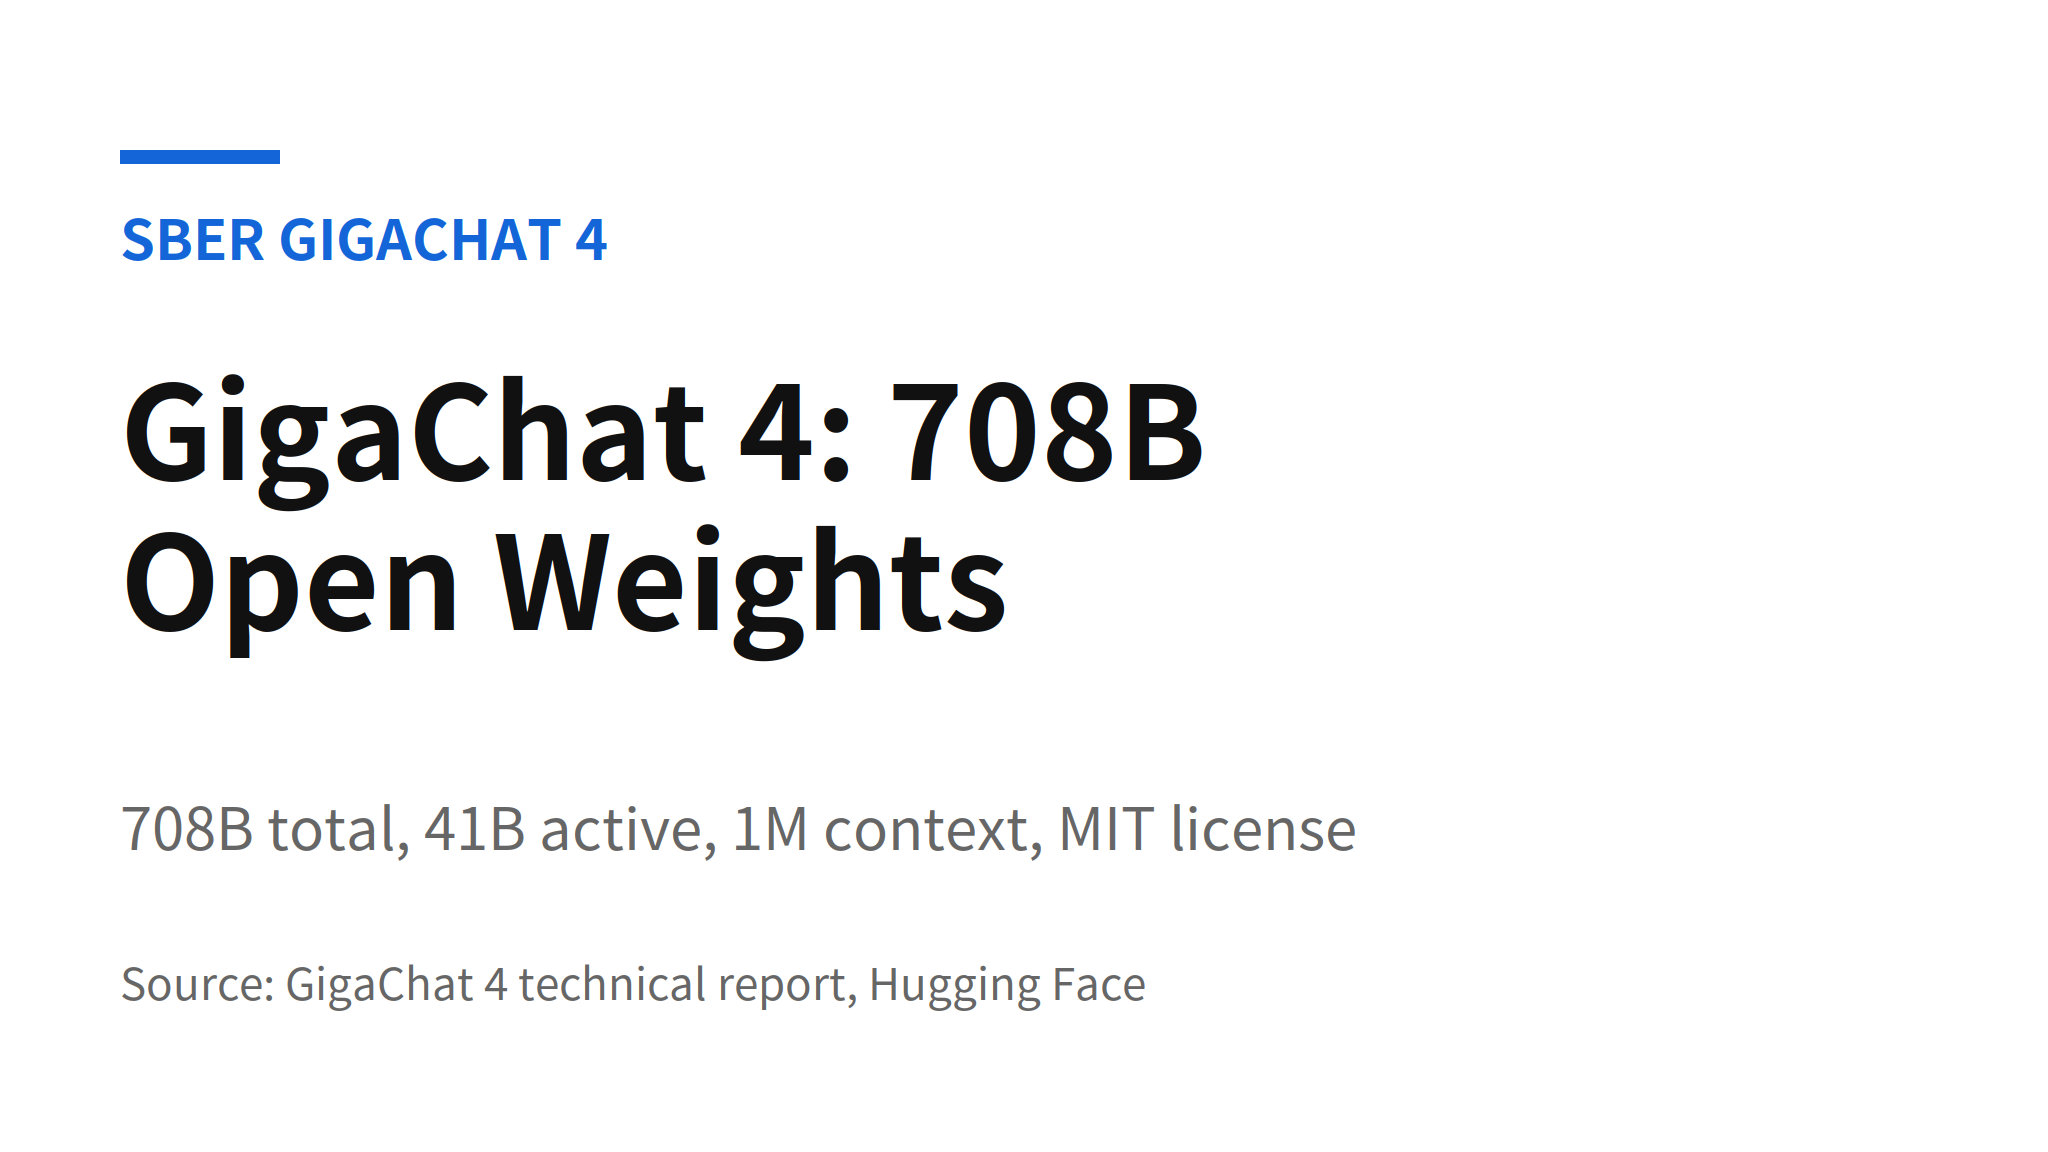 SBER GIGACHAT 4
GigaChat 4: 708B
Open Weights
708B total, 41B active, 1M context, MIT license
Source: GigaChat 4 technical report, Hugging Face